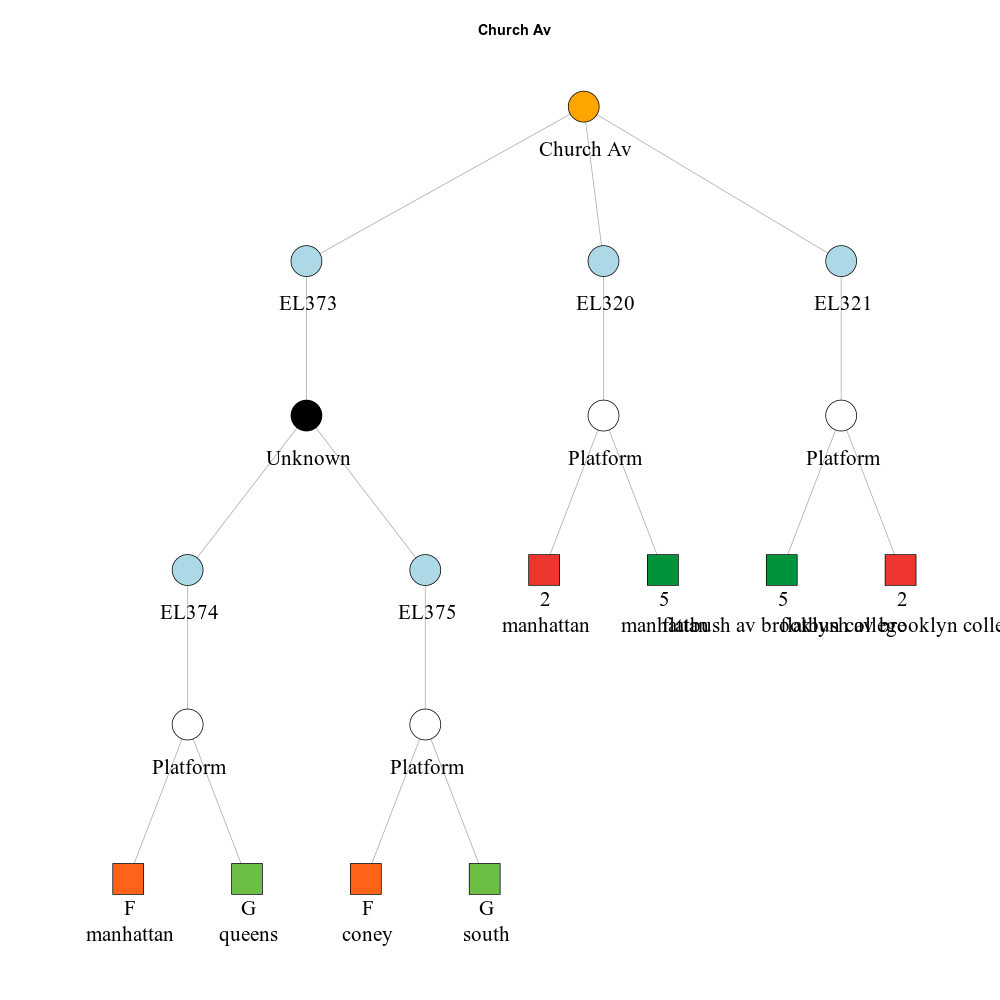 Church Av
Church Av
EL373
EL320
EL321
Unknown
Platform
Platform
EL374
EL375
2
manhattan
5
manhattan
5
flatbush av brooklyn college
2
flatbush av brooklyn colle
Platform
Platform
F
manhattan
G
queens
F
coney
G
south